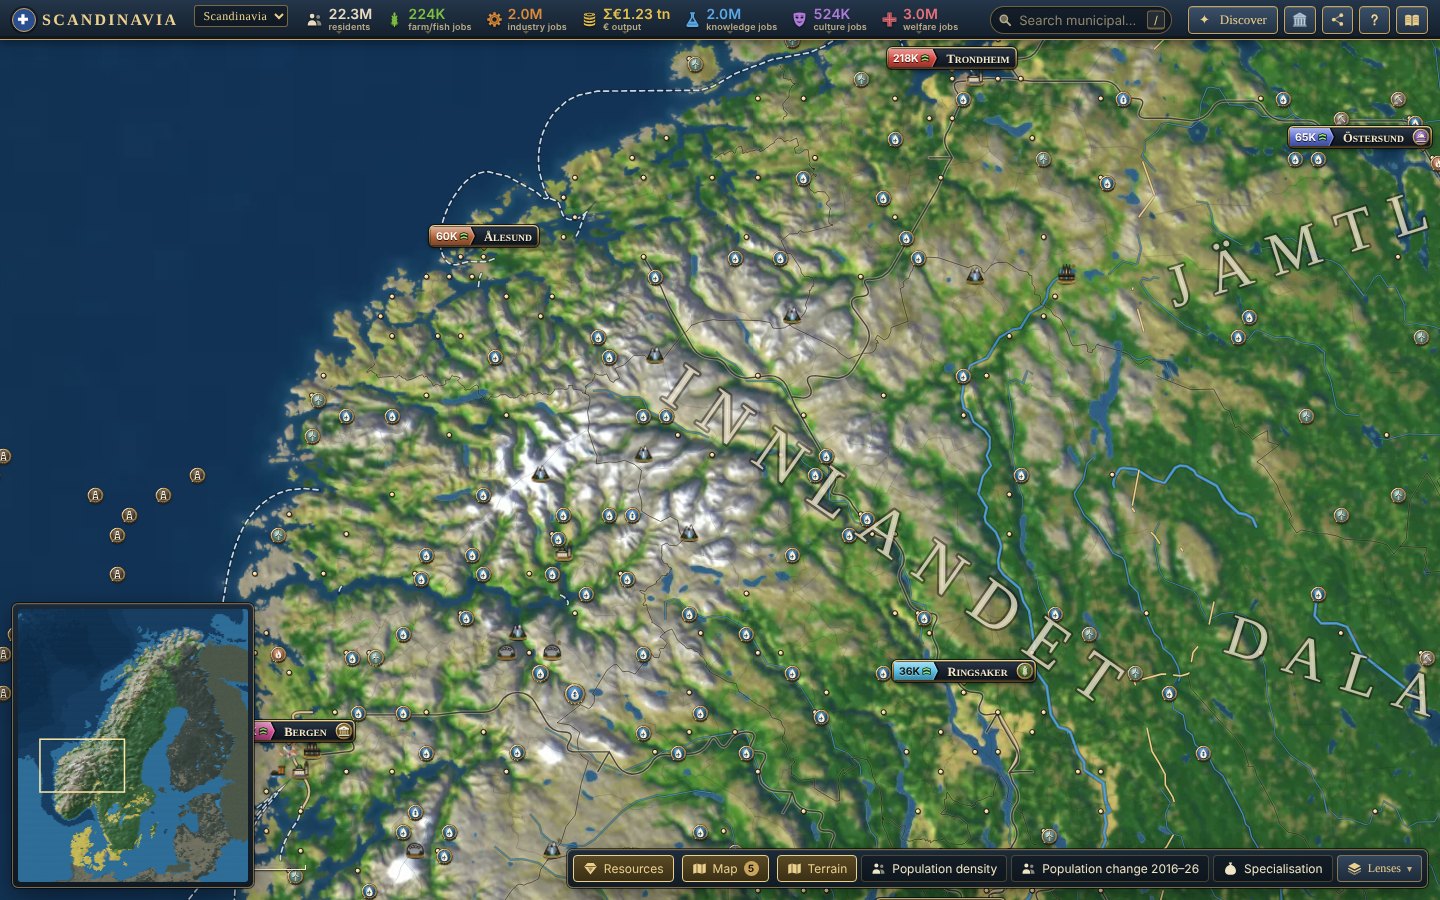 SCANDINAVIA
Scandinavia
22.3M
residents
224K
farm/fish jobs
2.0M
industry jobs
Σ€1.23 tn
€ output
2.0M
knowledge jobs
524K
culture jobs
3.0M
welfare jobs
Search municipal...
/
Discover
?
218K TRONDHEIM
65K ÖSTERSUND
60K ÅLESUND
JÄMTL
INNLANDET
DALA
36K RINGSAKER
BERGEN
Resources
Map 5
Terrain
Population density
Population change 2016–26
Specialisation
Lenses